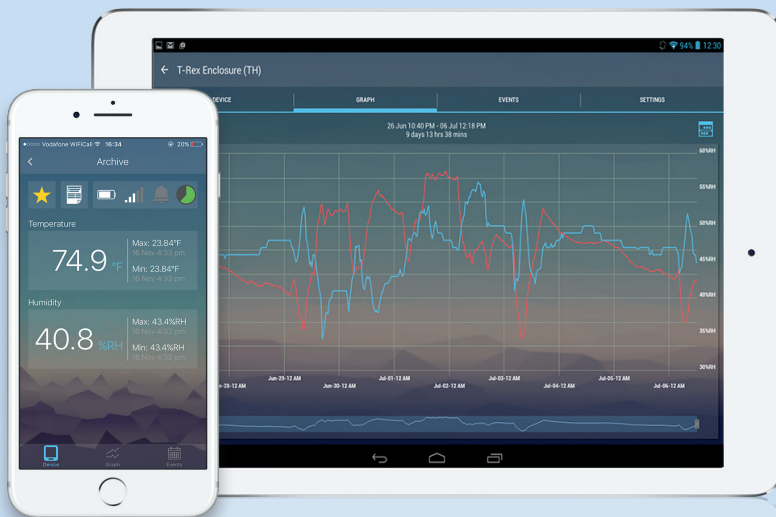 94% 12:30
T-Rex Enclosure (TH)
DEVICE GRAPH EVENTS SETTINGS
26 Jun 10:40 PM - 06 Jul 12:18 PM
9 days 13 hrs 38 mins
60%RH
55%RH
50%RH
45%RH
40%RH
35%RH
30%RH
Jun-29-12 AM Jul-01-12 AM Jul-03-12 AM Jul-05-12 AM
Jun-30-12 AM Jul-02-12 AM Jul-04-12 AM Jul-06-12 AM
Vodafone WiFiCall 16:34 20%
Archive
Temperature
74.9 °F
Max: 23.84°F
16 Nov 4:33 pm
Min: 23.84°F
16 Nov 4:33 pm
Humidity
40.8 %RH
Max: 43.4%RH
16 Nov 4:33 pm
Min: 43.4%RH
16 Nov 4:33 pm
Device Graph Events